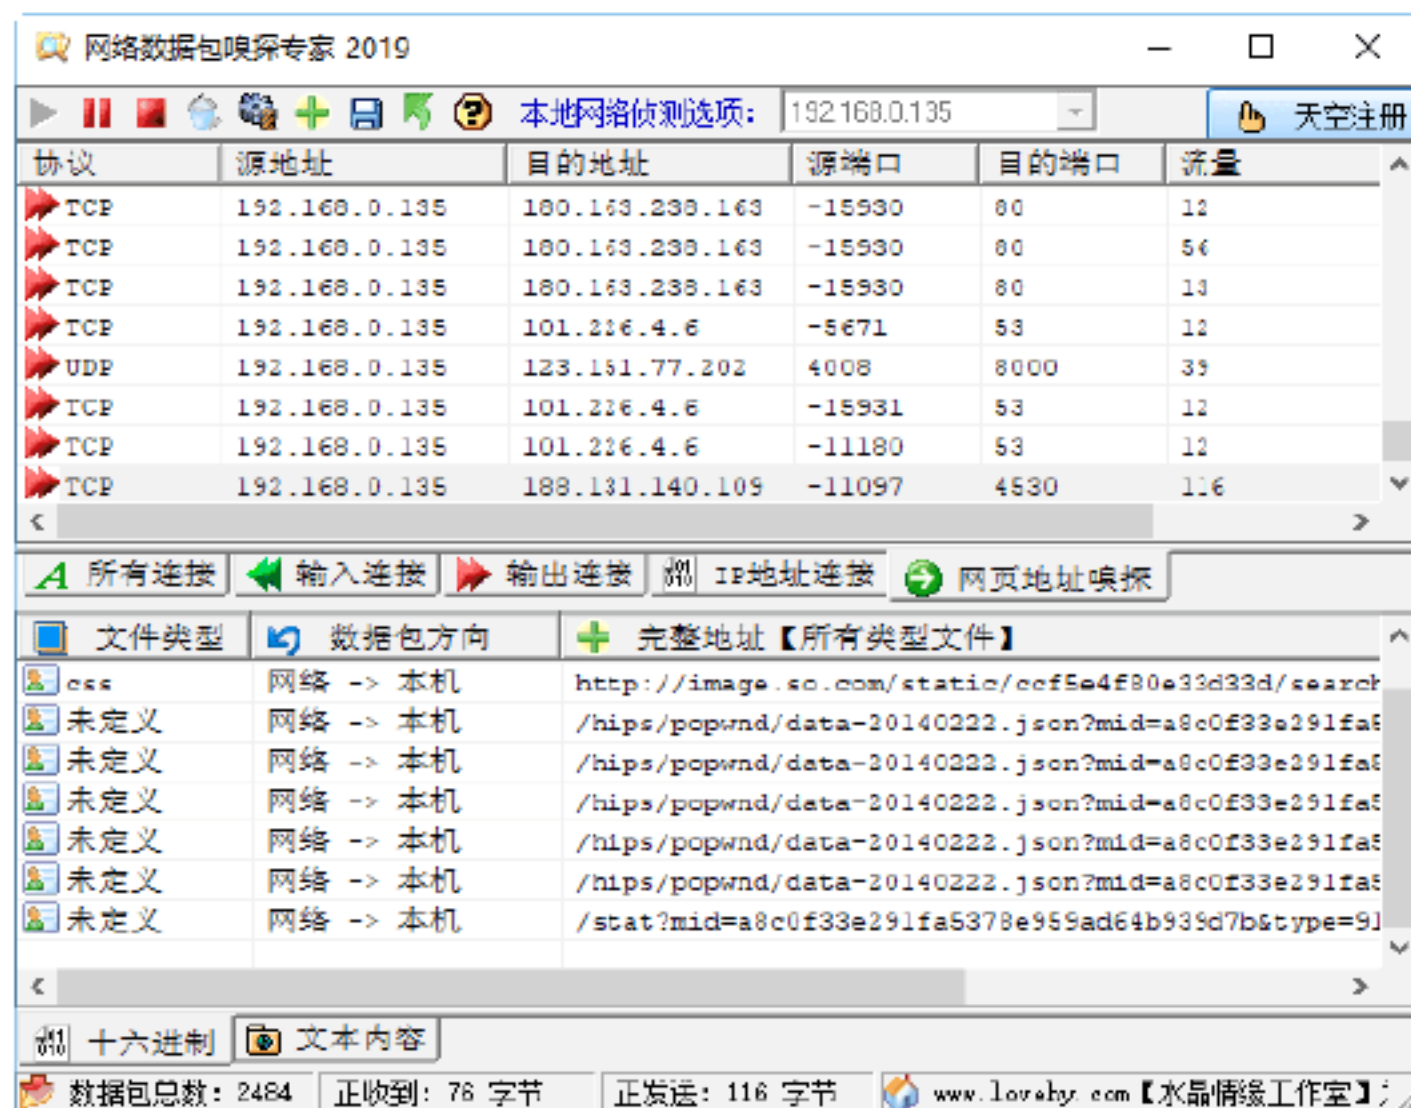 网络数据包嗅探专家 2019
本地网络侦测选项: 192.168.0.135 天空注册
协议 源地址 目的地址 源端口 目的端口 流量
TCP 192.168.0.135 180.163.238.163 -15930 80 12
TCP 192.168.0.135 180.163.238.163 -15930 80 56
TCP 192.168.0.135 180.163.238.163 -15930 80 13
TCP 192.168.0.135 101.226.4.6 -5671 53 12
UDP 192.168.0.135 123.151.77.202 4008 8000 39
TCP 192.168.0.135 101.226.4.6 -15931 53 12
TCP 192.168.0.135 101.226.4.6 -11180 53 12
TCP 192.168.0.135 188.131.140.109 -11097 4530 116
所有连接 输入连接 输出连接 IP地址连接 网页地址嗅探
文件类型 数据包方向 完整地址【所有类型文件】
css 网络 -> 本机 http://image.so.com/static/ccf5e4f80e33d33d/search
未定义 网络 -> 本机 /hips/popwnd/data-20140222.json?mid=a8c0f33e291fa5
未定义 网络 -> 本机 /hips/popwnd/data-20140222.json?mid=a8c0f33e291fa5
未定义 网络 -> 本机 /hips/popwnd/data-20140222.json?mid=a8c0f33e291fa5
未定义 网络 -> 本机 /hips/popwnd/data-20140222.json?mid=a8c0f33e291fa5
未定义 网络 -> 本机 /hips/popwnd/data-20140222.json?mid=a8c0f33e291fa5
未定义 网络 -> 本机 /stat?mid=a8c0f33e291fa5378e959ad64b939d7b&type=91
十六进制 文本内容
数据包总数: 2484 正收到: 76 字节 正发送: 116 字节 www.lovehy.com【水晶情缘工作室】